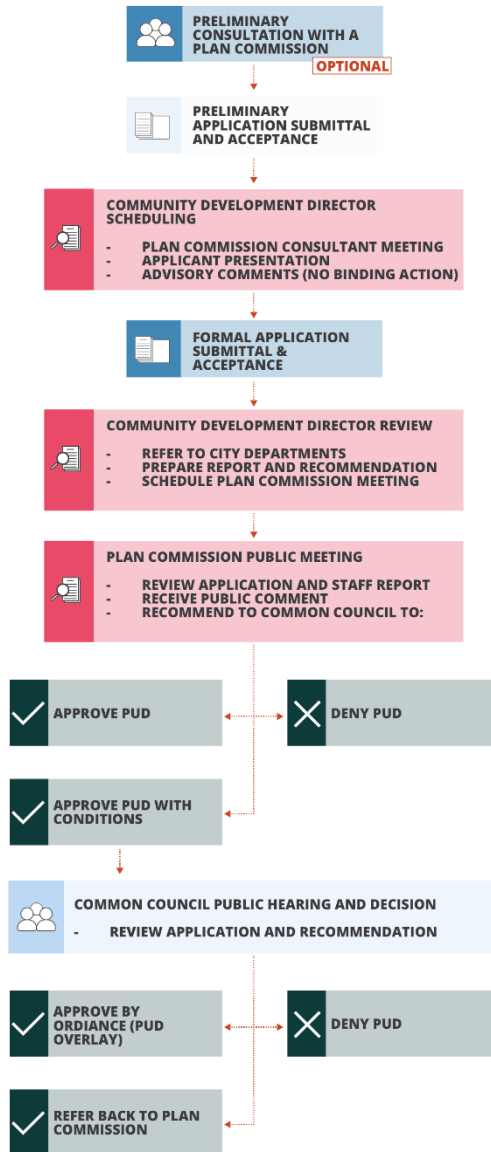 PRELIMINARY
CONSULTATION WITH A
PLAN COMMISSION
OPTIONAL
PRELIMINARY
APPLICATION SUBMITTAL
AND ACCEPTANCE
COMMUNITY DEVELOPMENT DIRECTOR
SCHEDULING
- PLAN COMMISSION CONSULTANT MEETING
- APPLICANT PRESENTATION
- ADVISORY COMMENTS (NO BINDING ACTION)
FORMAL APPLICATION
SUBMITTAL &
ACCEPTANCE
COMMUNITY DEVELOPMENT DIRECTOR REVIEW
- REFER TO CITY DEPARTMENTS
- PREPARE REPORT AND RECOMMENDATION
- SCHEDULE PLAN COMMISSION MEETING
PLAN COMMISSION PUBLIC MEETING
- REVIEW APPLICATION AND STAFF REPORT
- RECEIVE PUBLIC COMMENT
- RECOMMEND TO COMMON COUNCIL TO:
APPROVE PUD
DENY PUD
APPROVE PUD WITH
CONDITIONS
COMMON COUNCIL PUBLIC HEARING AND DECISION
- REVIEW APPLICATION AND RECOMMENDATION
APPROVE BY
ORDIANCE (PUD
OVERLAY)
DENY PUD
REFER BACK TO PLAN
COMMISSION